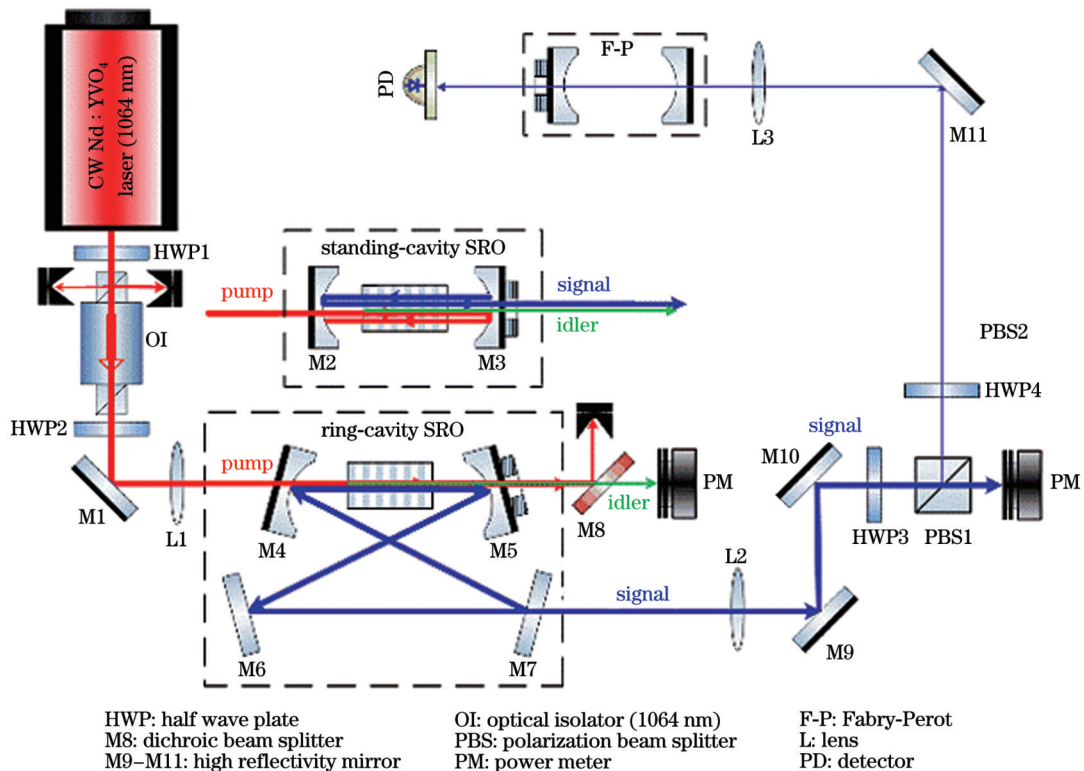 CW Nd : YVO₄
laser (1064 nm)
HWP1
OI
HWP2
M1
L1
standing-cavity SRO
pump
signal
idler
M2
M3
ring-cavity SRO
pump
idler
M4
M5
M6
M7
M8
PM
signal
L2
M9
M10
signal
HWP3
PBS1
PM
HWP4
PBS2
M11
L3
F-P
PD
HWP: half wave plate
M8: dichroic beam splitter
M9–M11: high reflectivity mirror
OI: optical isolator (1064 nm)
PBS: polarization beam splitter
PM: power meter
F-P: Fabry-Perot
L: lens
PD: detector